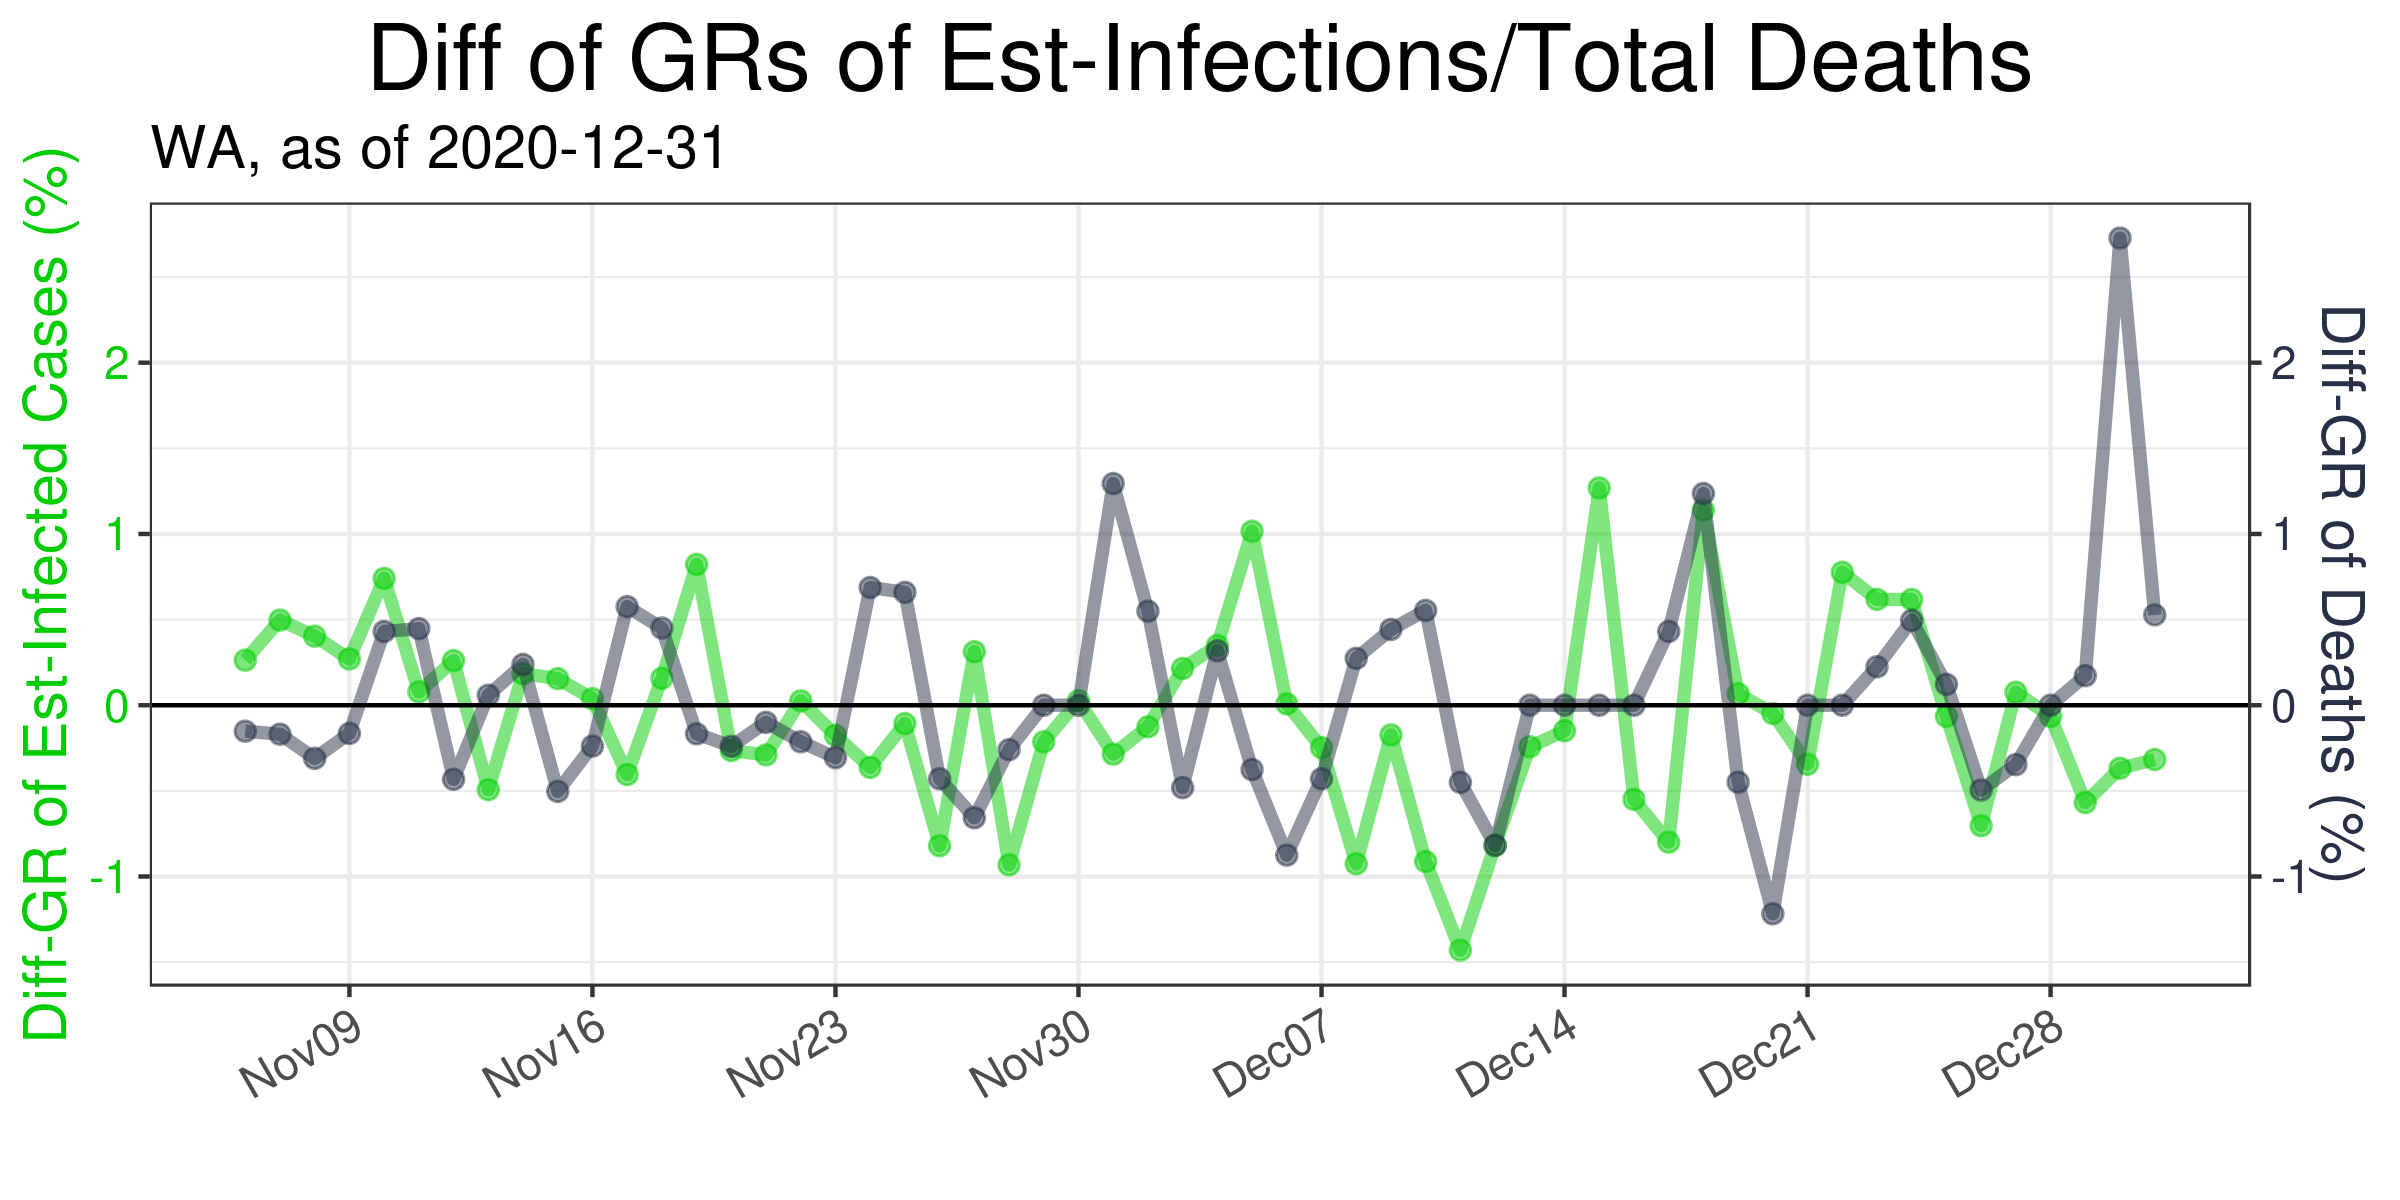 Diff of GRs of Est-Infections/Total Deaths
WA, as of 2020-12-31
Diff-GR of Est-Infected Cases (%)
2
1
0
-1
2
1
0
-1
Diff-GR of Deaths (%)
Nov09
Nov16
Nov23
Nov30
Dec07
Dec14
Dec21
Dec28